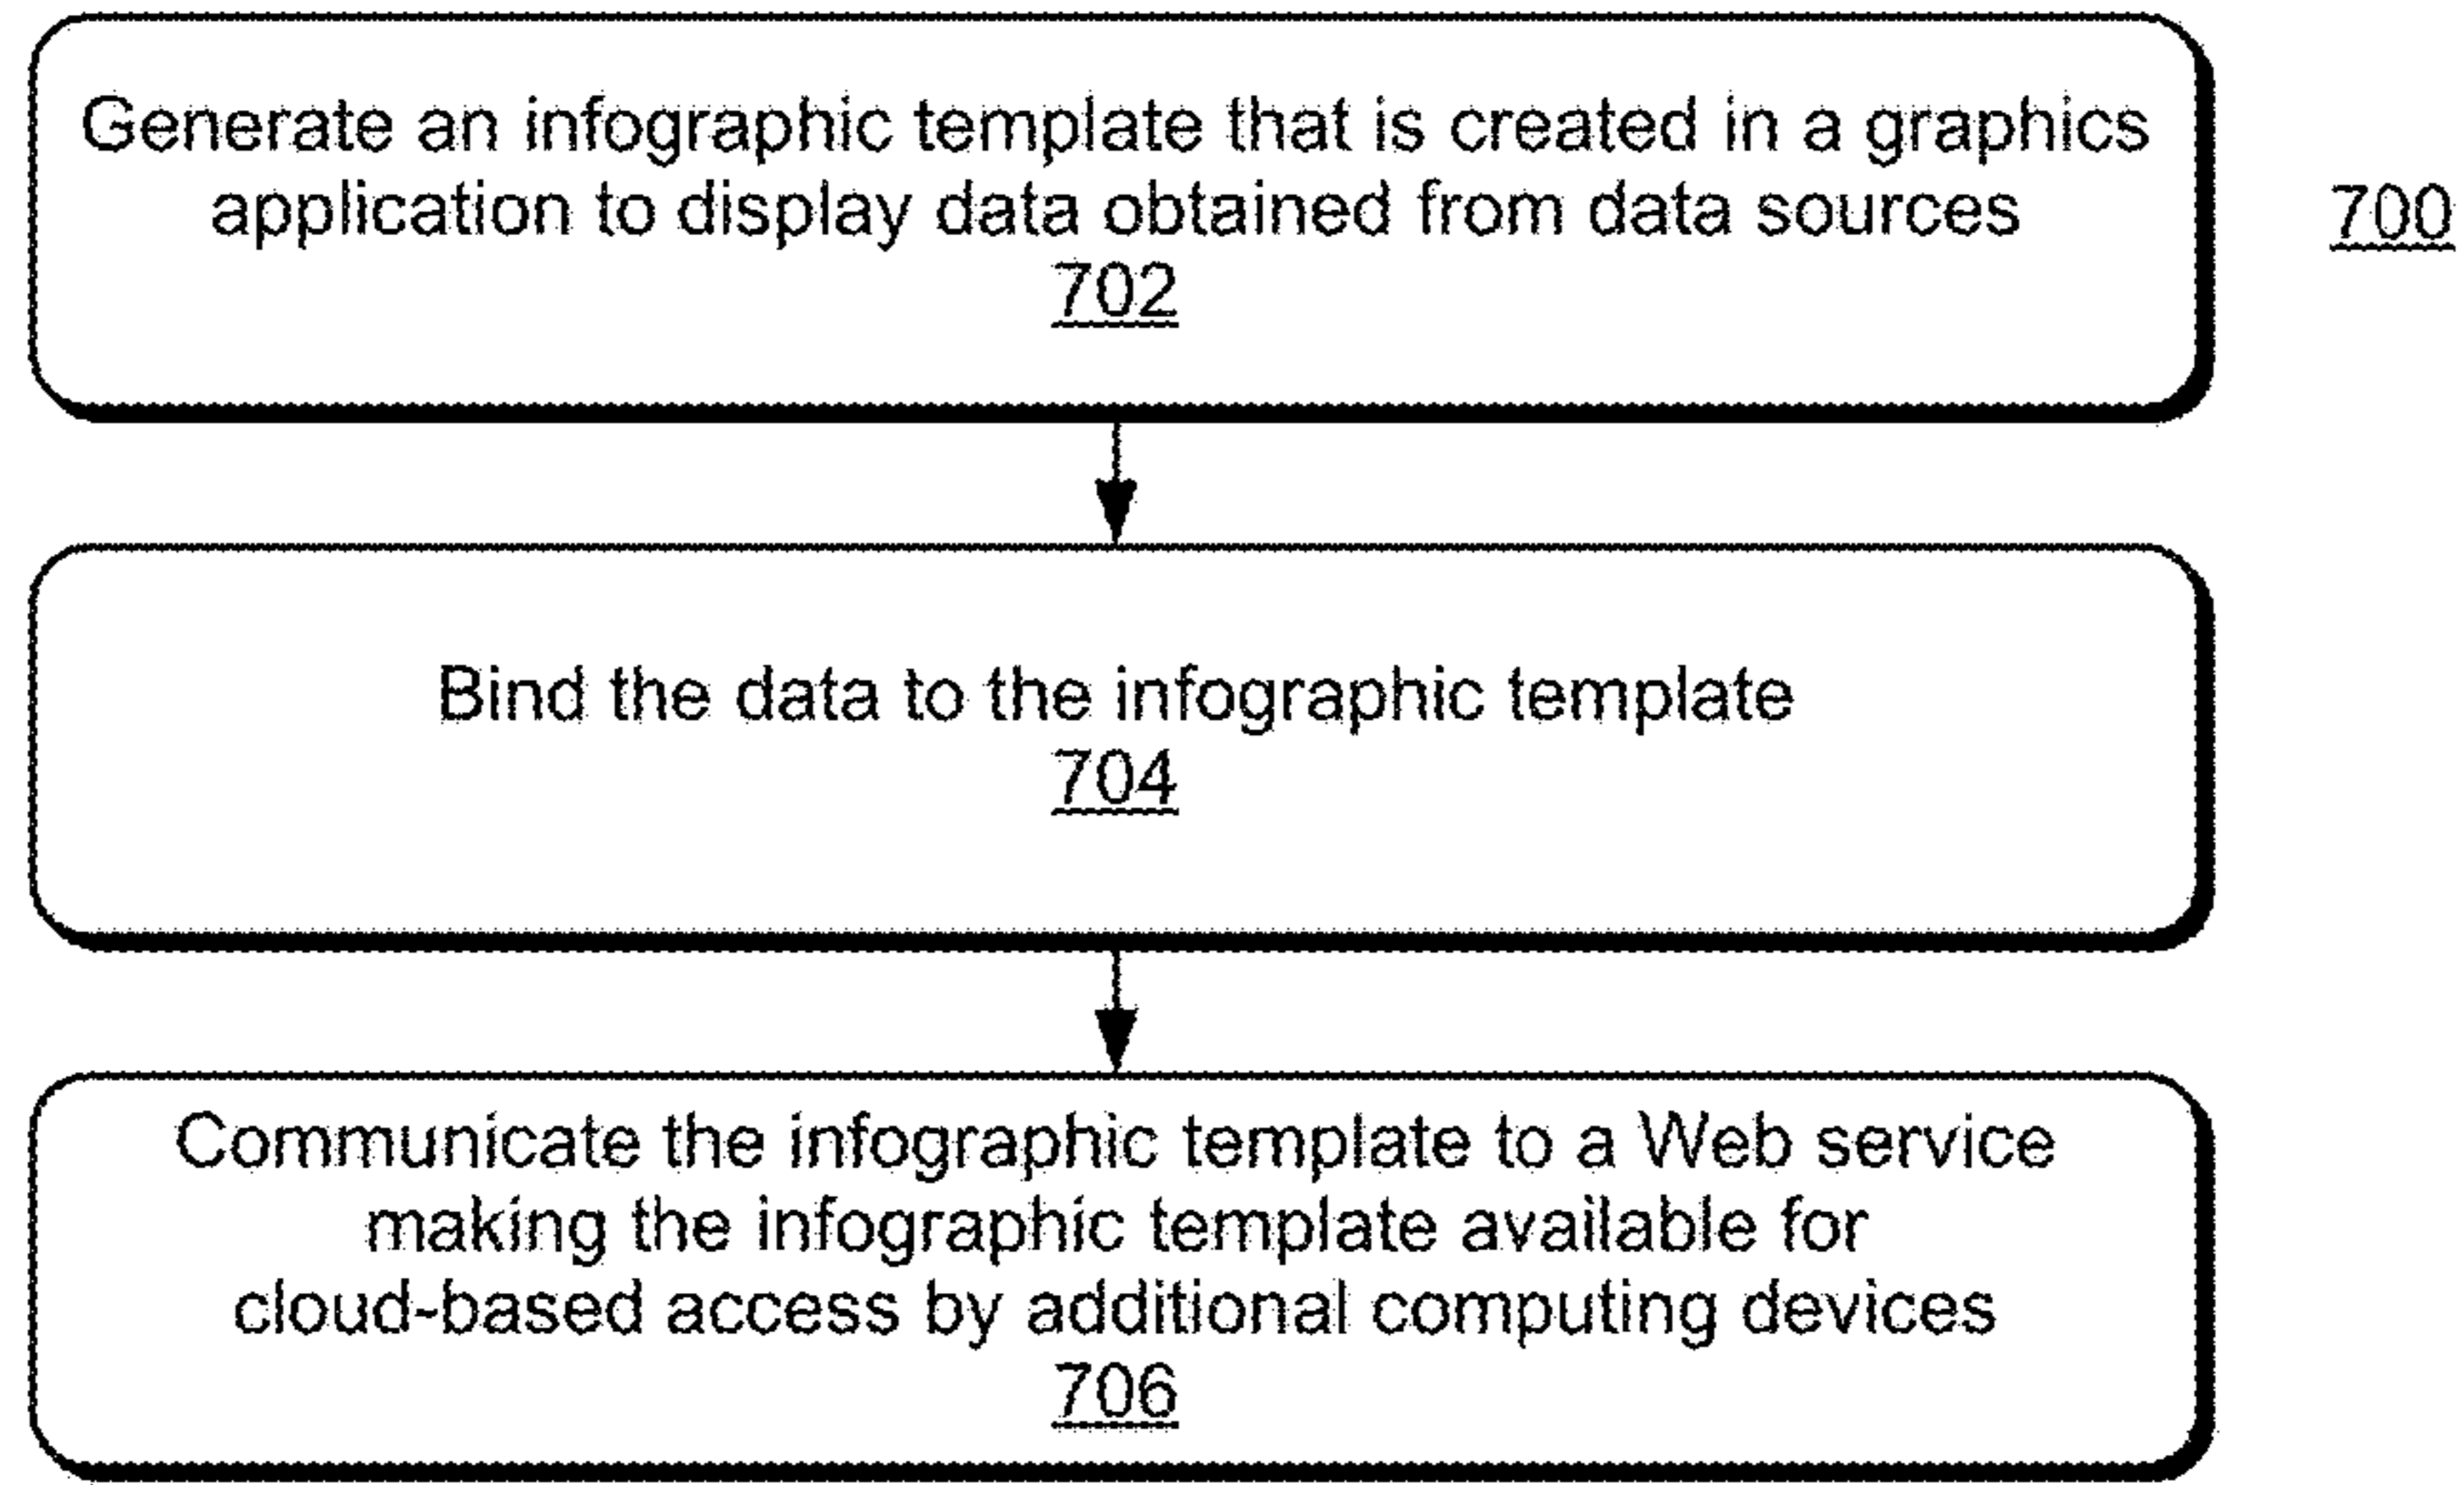 Generate an infographic template that is created in a graphics
application to display data obtained from data sources
702
700
Bind the data to the infographic template
704
Communicate the infographic template to a Web service
making the infographic template available for
cloud-based access by additional computing devices
706